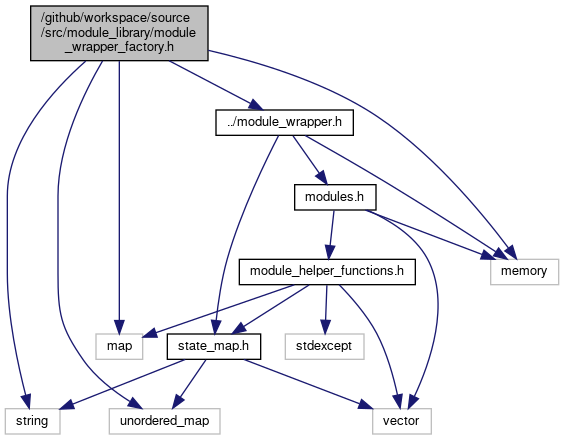 /github/workspace/source
/src/module_library/module
_wrapper_factory.h
../module_wrapper.h
modules.h
module_helper_functions.h
memory
map
state_map.h
stdexcept
string
unordered_map
vector